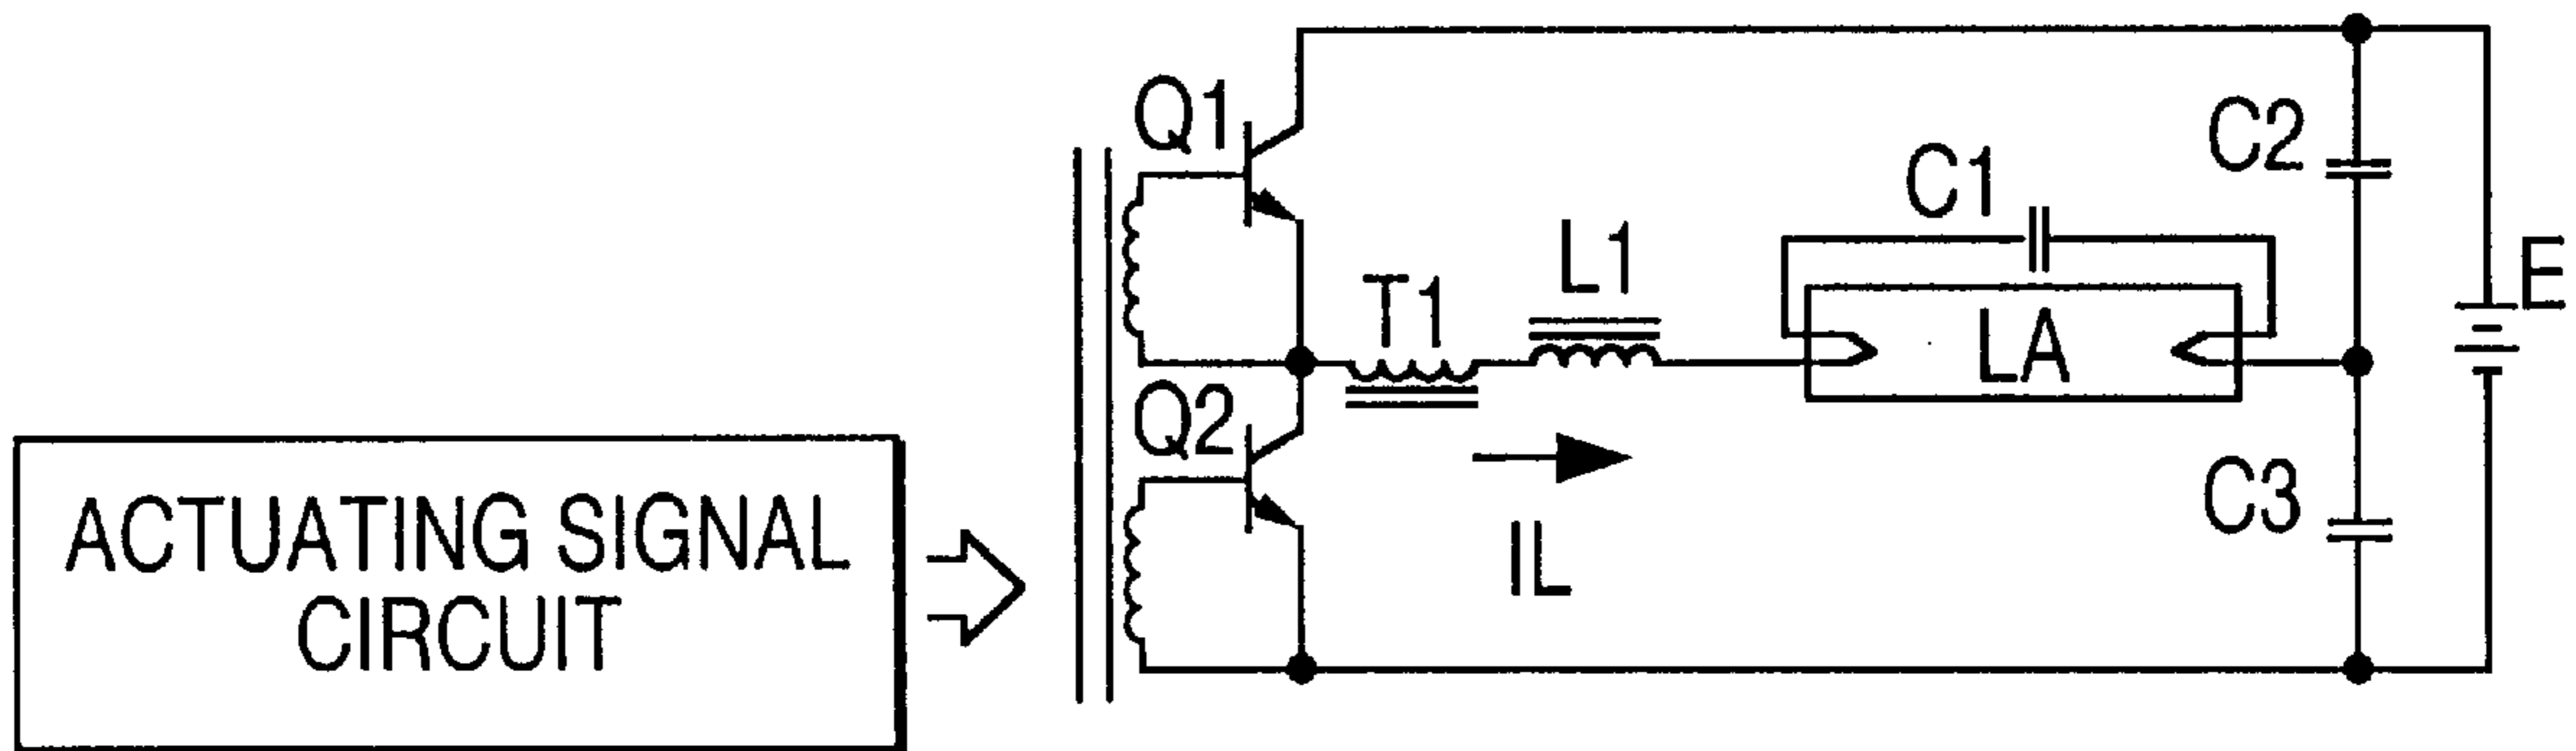 Q1
C2
C1
E
L1
T1
LA
Q2
C3
IL
ACTUATING SIGNAL
CIRCUIT